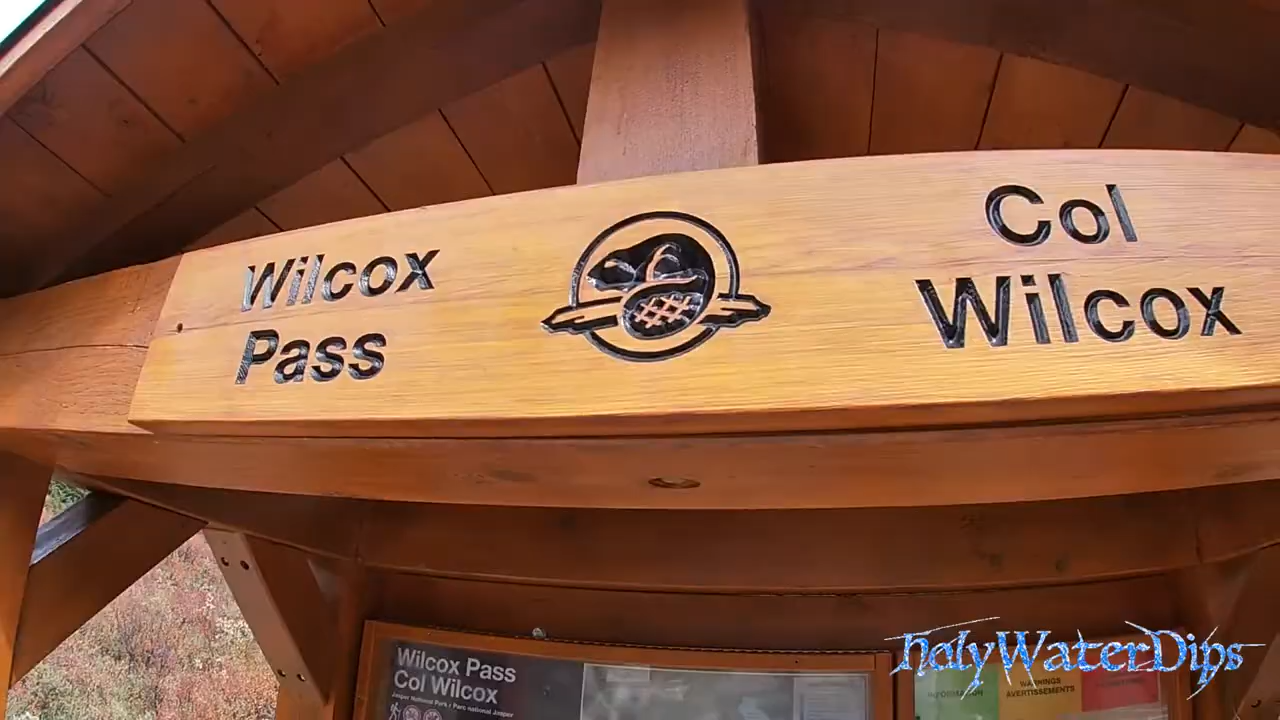 Wilcox
Pass
Col
Wilcox
Wilcox Pass
Col Wilcox
Jasper National Park • Parc national Jasper
INFORMATION
WARNINGS
AVERTISSEMENTS
holyWaterDips